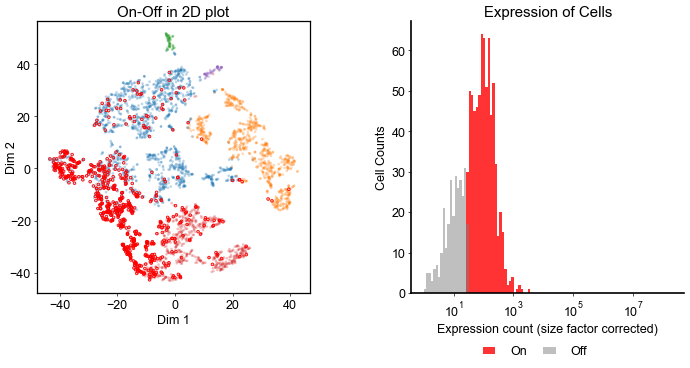 On-Off in 2D plot
Dim 2
40
20
0
−20
−40
−40 −20 0 20 40
Dim 1
Expression of Cells
Cell Counts
60
50
40
30
20
10
0
10^1 10^3 10^5 10^7
Expression count (size factor corrected)
On Off